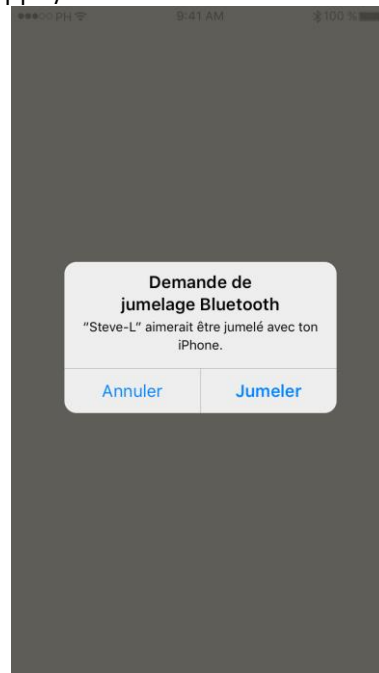 ●●●○○ PH 9:41 AM 100 %
Demande de
jumelage Bluetooth
“Steve-L” aimerait être jumelé avec ton
iPhone.
Annuler Jumeler